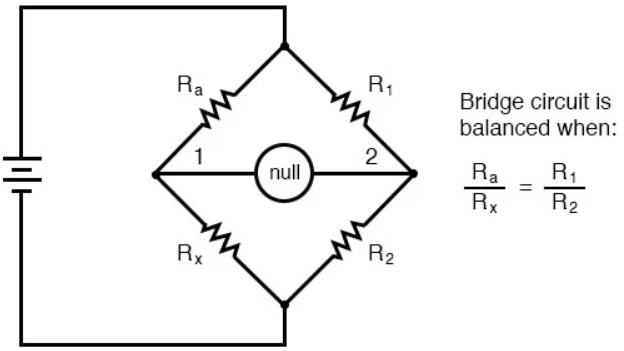 Ra
R1
1
null
2
Rx
R2
Bridge circuit is
balanced when:
Ra = R1
Rx R2